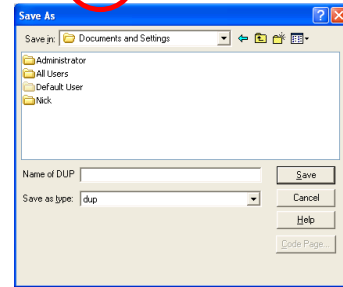 Save As
Save in: Documents and Settings
Administrator
All Users
Default User
Nick
Name of DUP Save
Save as type: dup Cancel
Help
Code Page...